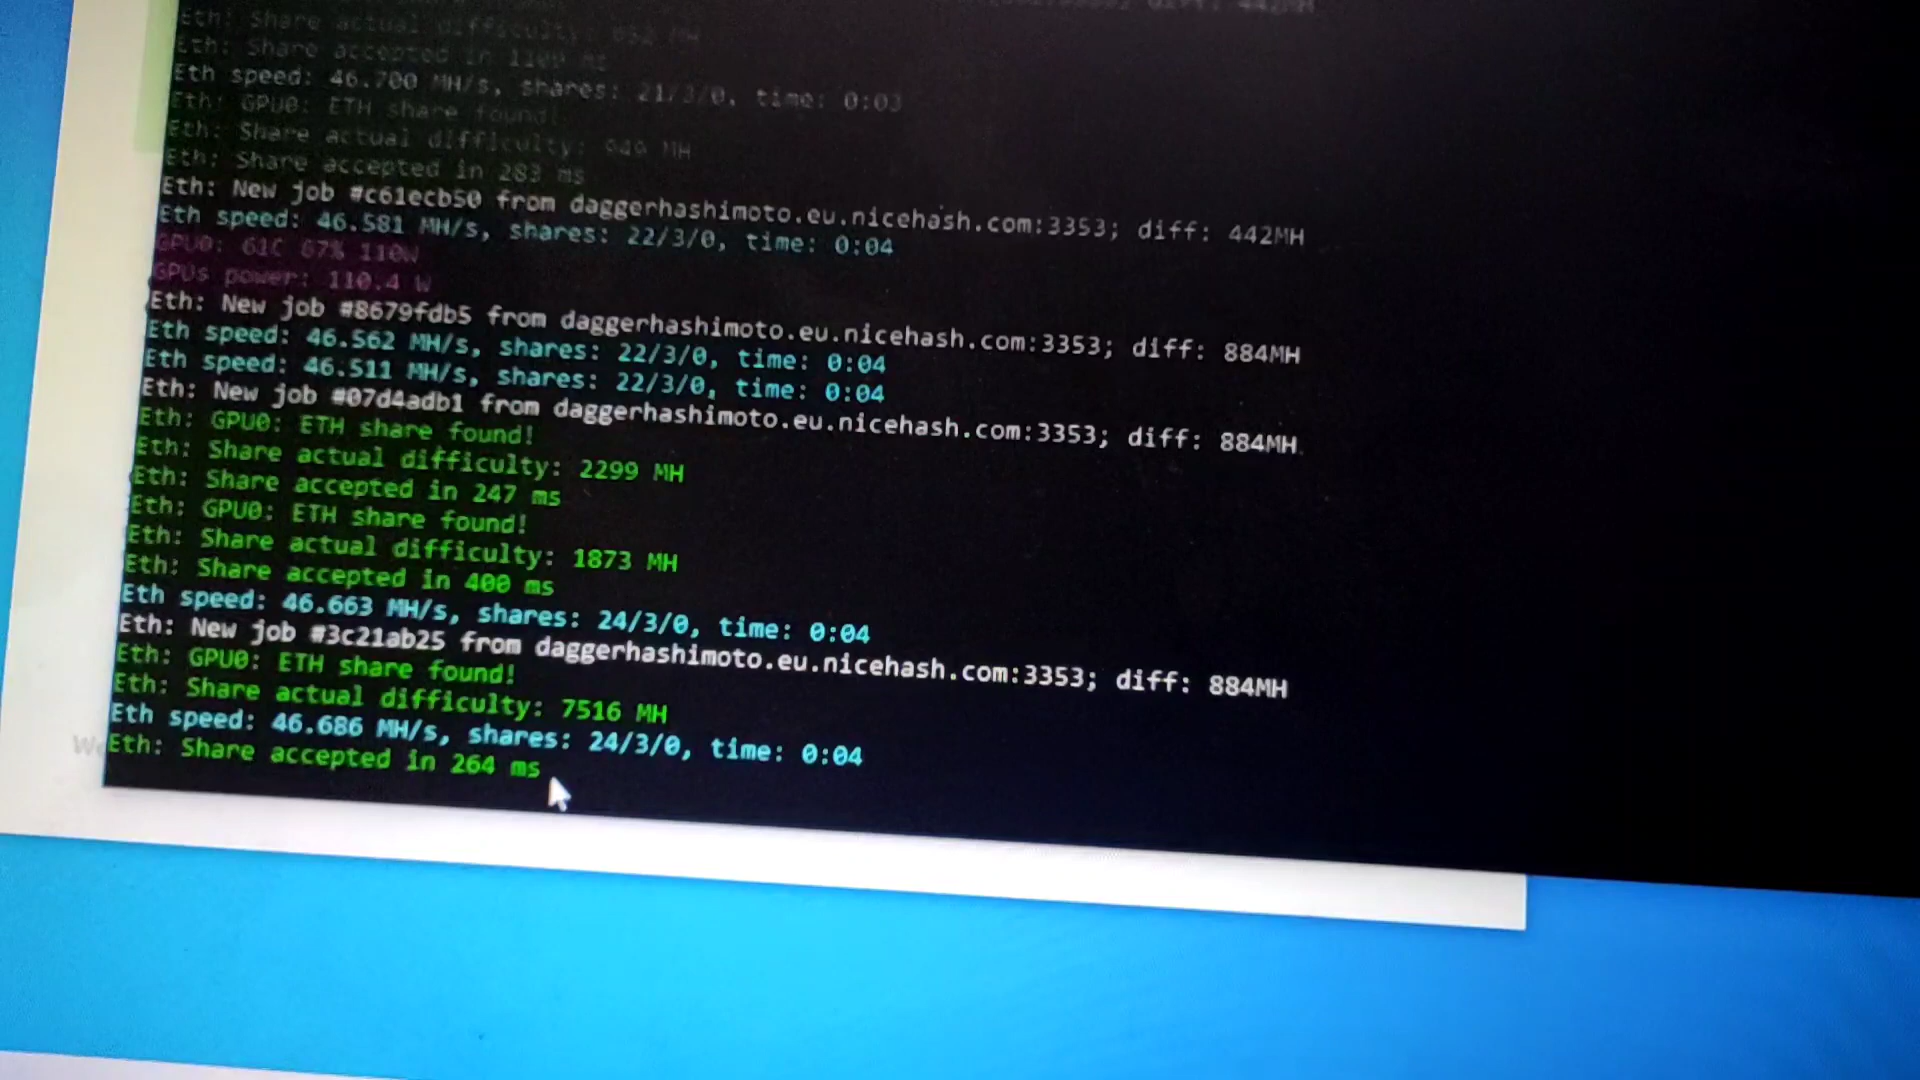 Eth: Share actual difficulty: MH
Eth: Share accepted in 1100 ms
Eth speed: 46.700 MH/s, shares: 21/3/0, time: 0:03
Eth: GPU0: ETH share found!
Eth: Share actual difficulty: 949 MH
Eth: Share accepted in 283 ms
Eth: New job #c61ecb50 from daggerhashimoto.eu.nicehash.com:3353; diff: 442MH
Eth speed: 46.581 MH/s, shares: 22/3/0, time: 0:04
GPU0: 61C 67% 110W
GPUs power: 110.4 W
Eth: New job #8679fdb5 from daggerhashimoto.eu.nicehash.com:3353; diff: 884MH
Eth speed: 46.562 MH/s, shares: 22/3/0, time: 0:04
Eth speed: 46.511 MH/s, shares: 22/3/0, time: 0:04
Eth: New job #07d4adb1 from daggerhashimoto.eu.nicehash.com:3353; diff: 884MH
Eth: GPU0: ETH share found!
Eth: Share actual difficulty: 2299 MH
Eth: Share accepted in 247 ms
Eth: GPU0: ETH share found!
Eth: Share actual difficulty: 1873 MH
Eth: Share accepted in 400 ms
Eth speed: 46.663 MH/s, shares: 24/3/0, time: 0:04
Eth: New job #3c21ab25 from daggerhashimoto.eu.nicehash.com:3353; diff: 884MH
Eth: GPU0: ETH share found!
Eth: Share actual difficulty: 7516 MH
Eth speed: 46.686 MH/s, shares: 24/3/0, time: 0:04
Eth: Share accepted in 264 ms